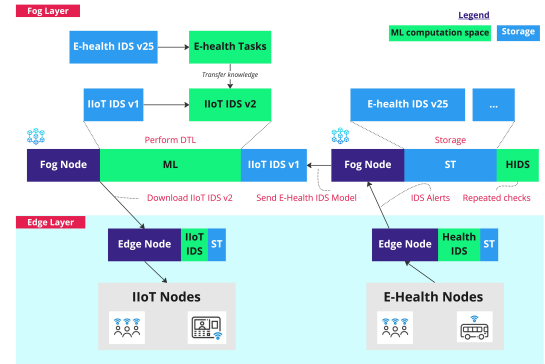 Fog Layer
Legend
ML computation space
Storage
E-health IDS v25
E-health Tasks
Transfer knowledge
IIoT IDS v1
IIoT IDS v2
E-health IDS v25
...
Perform DTL
Storage
Fog Node
ML
IIoT IDS v1
Fog Node
ST
HIDS
Download IIoT IDS v2
Send E-Health IDS Model
IDS Alerts
Repeated checks
Edge Layer
Edge Node
IIoT
IDS
ST
Edge Node
Health
IDS
ST
IIoT Nodes
E-Health Nodes